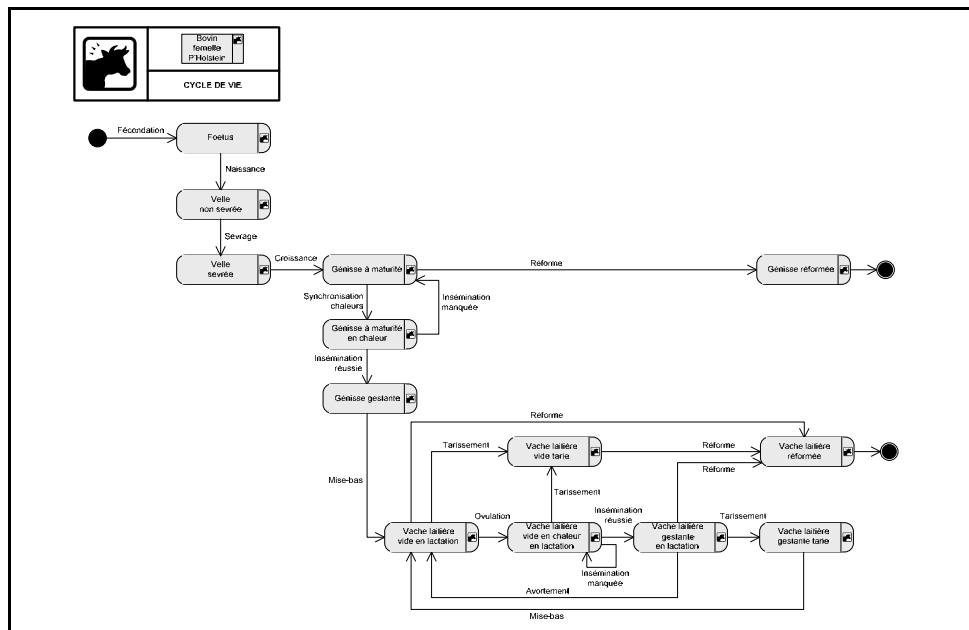 Bovin
femelle
P'Holstein
CYCLE DE VIE
Fécondation
Foetus
Naissance
Velle
non sevrée
Sevrage
Velle
sevrée
Croissance
Génisse à maturité
Réforme
Génisse réformée
Synchronisation
chaleurs
Insémination
manquée
Génisse à maturité
en chaleur
Insémination
réussie
Génisse gestante
Réforme
Tarissement
Vache laitière
vide tarie
Réforme
Vache laitière
réformée
Réforme
Mise-bas
Tarissement
Ovulation
Insémination
réussie
Tarissement
Vache laitière
vide en lactation
Vache laitière
vide en chaleur
en lactation
Vache laitière
gestante
en lactation
Vache laitière
gestante tarie
Insémination
manquée
Avortement
Mise-bas